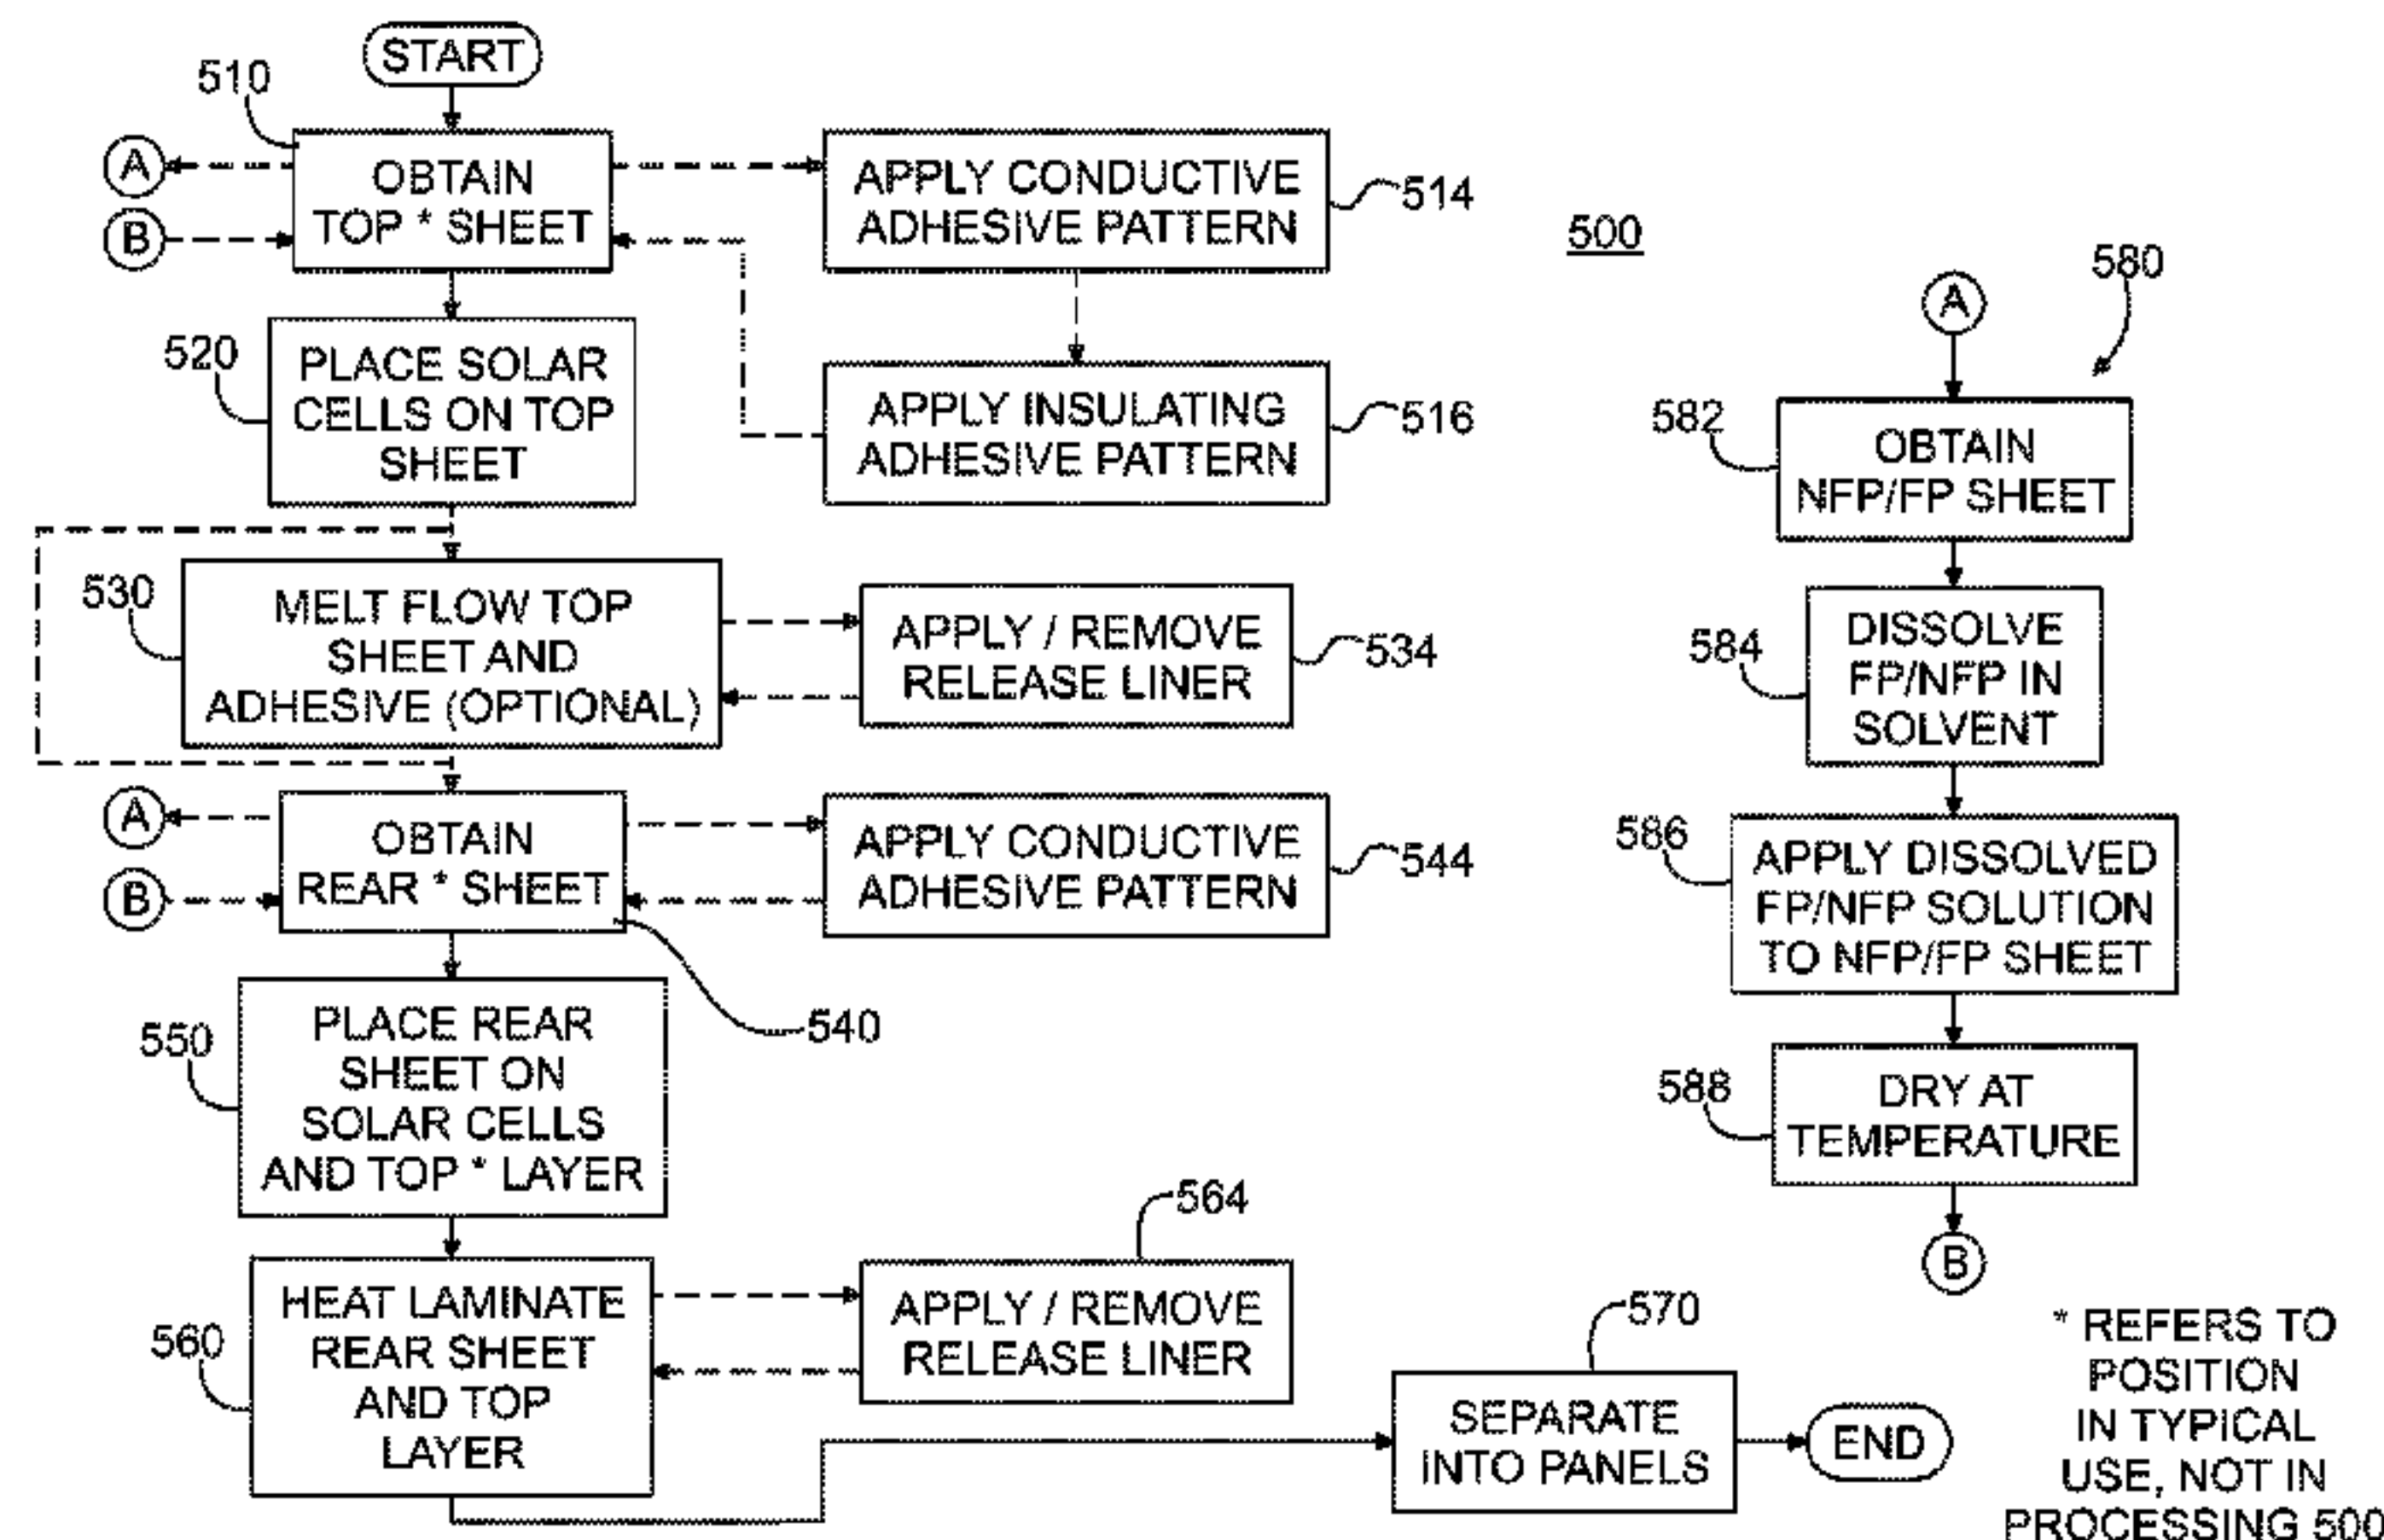 START
510
A
B
OBTAIN
TOP * SHEET
APPLY CONDUCTIVE
ADHESIVE PATTERN
514
520
PLACE SOLAR
CELLS ON TOP
SHEET
APPLY INSULATING
ADHESIVE PATTERN
516
530
MELT FLOW TOP
SHEET AND
ADHESIVE (OPTIONAL)
APPLY / REMOVE
RELEASE LINER
534
A
B
OBTAIN
REAR * SHEET
540
APPLY CONDUCTIVE
ADHESIVE PATTERN
544
550
PLACE REAR
SHEET ON
SOLAR CELLS
AND TOP * LAYER
560
HEAT LAMINATE
REAR SHEET
AND TOP
LAYER
564
APPLY / REMOVE
RELEASE LINER
570
SEPARATE
INTO PANELS
END
500
580
A
582
OBTAIN
NFP/FP SHEET
584
DISSOLVE
FP/NFP IN
SOLVENT
586
APPLY DISSOLVED
FP/NFP SOLUTION
TO NFP/FP SHEET
588
DRY AT
TEMPERATURE
B
* REFERS TO
POSITION
IN TYPICAL
USE, NOT IN
PROCESSING 500